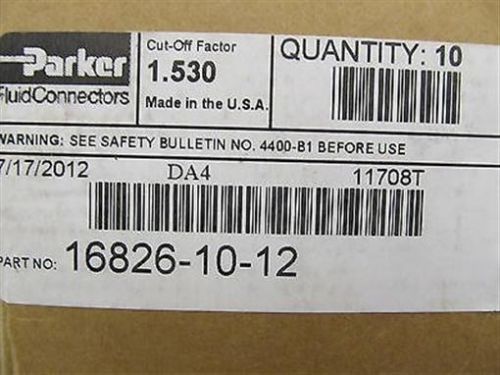 Parker
FluidConnectors
Cut-Off Factor
1.530
Made in the U.S.A.
QUANTITY: 10
WARNING: SEE SAFETY BULLETIN NO. 4400-B1 BEFORE USE
7/17/2012 DA4 11708T
PART NO: 16826-10-12